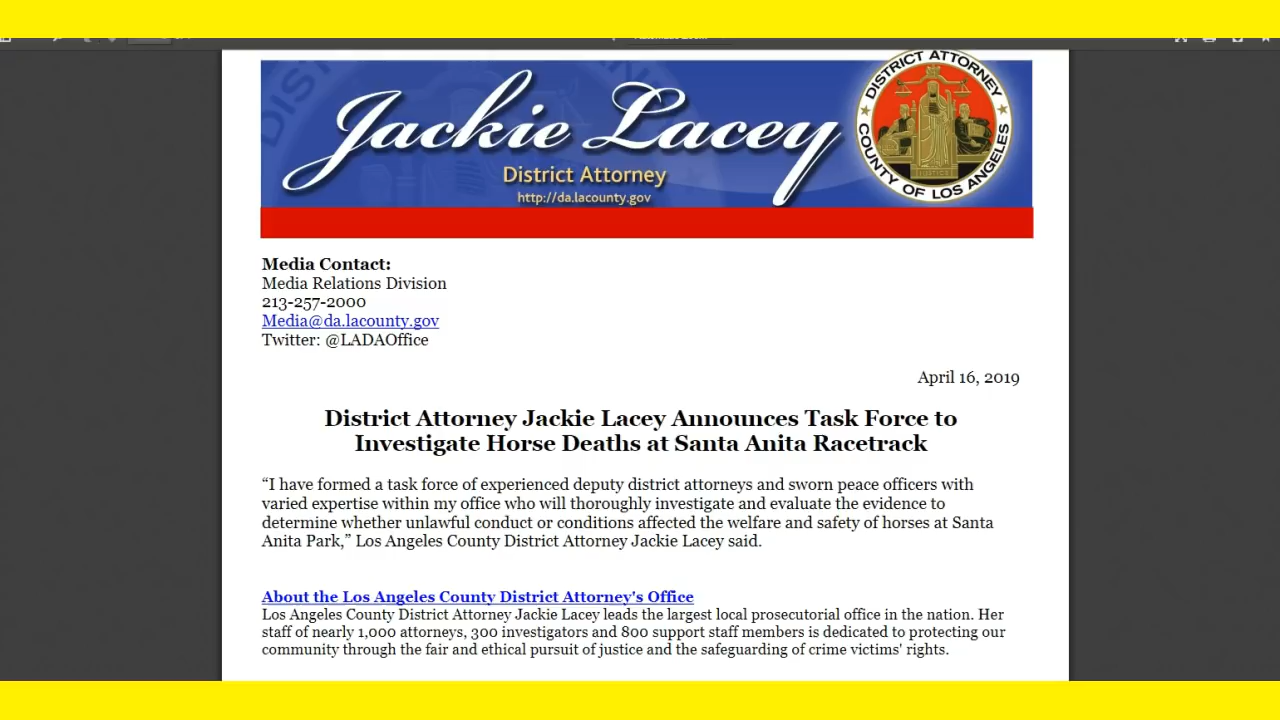 Jackie Lacey
District Attorney
http://da.lacounty.gov
DISTRICT ATTORNEY
COUNTY OF LOS ANGELES
JUSTICE
Media Contact:
Media Relations Division
213-257-2000
Media@da.lacounty.gov
Twitter: @LADAOffice
April 16, 2019
District Attorney Jackie Lacey Announces Task Force to
Investigate Horse Deaths at Santa Anita Racetrack
“I have formed a task force of experienced deputy district attorneys and sworn peace officers with
varied expertise within my office who will thoroughly investigate and evaluate the evidence to
determine whether unlawful conduct or conditions affected the welfare and safety of horses at Santa
Anita Park,” Los Angeles County District Attorney Jackie Lacey said.
About the Los Angeles County District Attorney's Office
Los Angeles County District Attorney Jackie Lacey leads the largest local prosecutorial office in the nation. Her
staff of nearly 1,000 attorneys, 300 investigators and 800 support staff members is dedicated to protecting our
community through the fair and ethical pursuit of justice and the safeguarding of crime victims' rights.